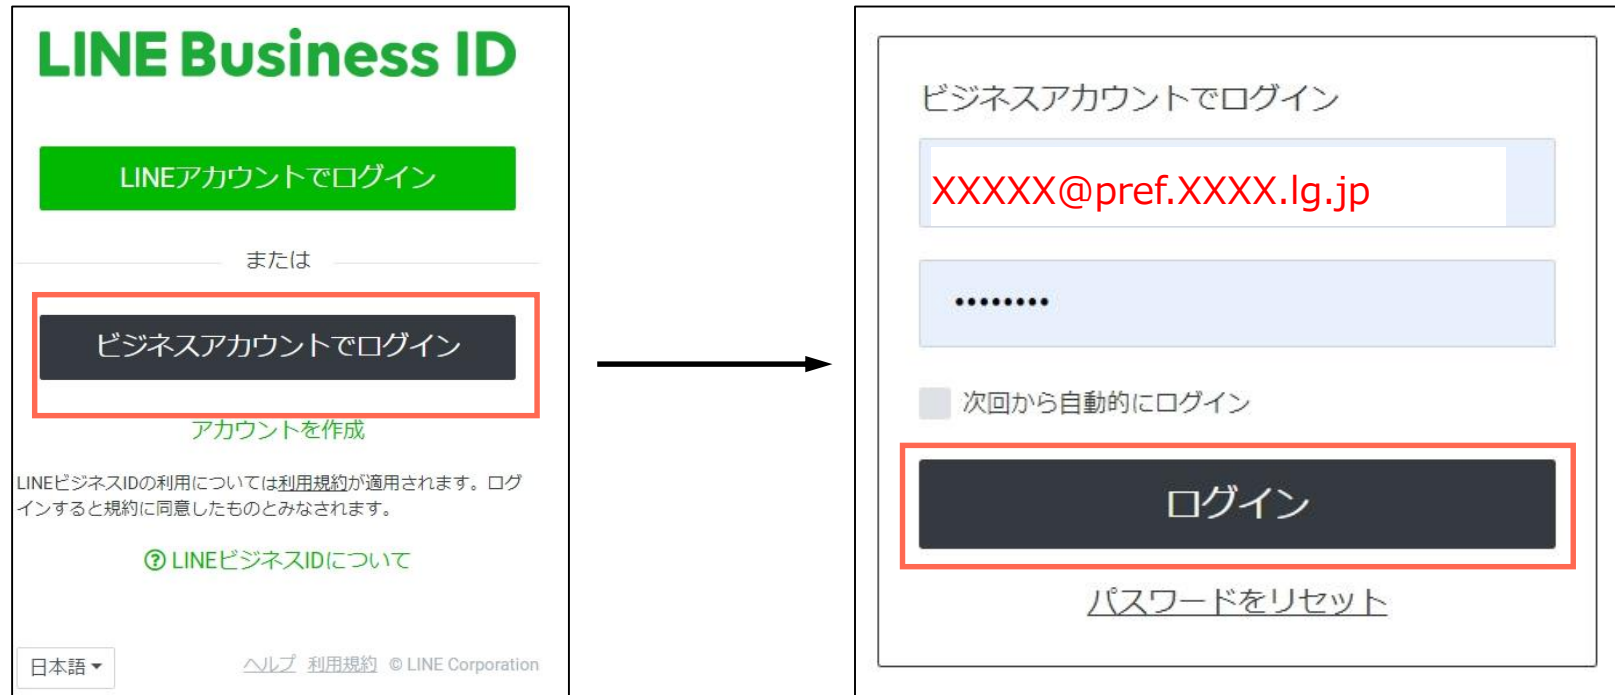 LINE Business ID
LINEアカウントでログイン
または
ビジネスアカウントでログイン
アカウントを作成
LINEビジネスIDの利用については利用規約が適用されます。ログ
インすると規約に同意したものとみなされます。
? LINEビジネスIDについて
日本語
ヘルプ 利用規約 © LINE Corporation
ビジネスアカウントでログイン
XXXXX@pref.XXXX.lg.jp
••••••••
次回から自動的にログイン
ログイン
パスワードをリセット